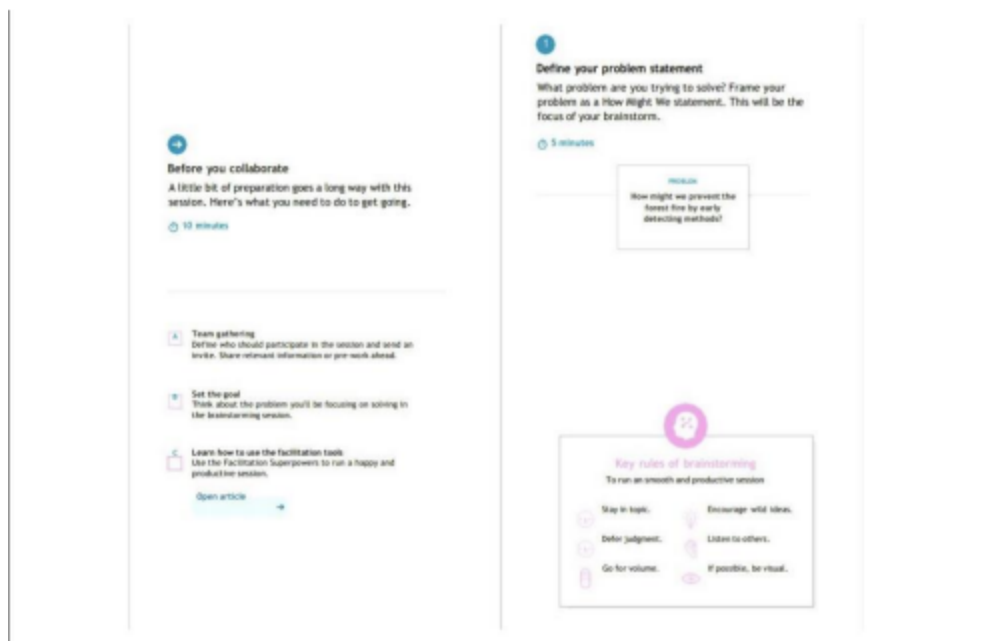 Before you collaborate
A little bit of preparation goes a long way with this
session. Here's what you need to do to get going.
10 minutes
A
Team gathering
Define who should participate in the session and send an
invite. Share relevant information or pre-work ahead.
B
Set the goal
Think about the problem you'll be focusing on solving in
the brainstorming session.
C
Learn how to use the facilitation tools
Use the Facilitation Superpowers to run a happy and
productive session.
Open article
1
Define your problem statement
What problem are you trying to solve? Frame your
problem as a How Might We statement. This will be the
focus of your brainstorm.
5 minutes
PROBLEM
How might we prevent the
forest fire by early
detecting methods?
Key rules of brainstorming
To run an smooth and productive session
Stay in topic.
Encourage wild ideas.
Defer judgment.
Listen to others.
Go for volume.
If possible, be visual.